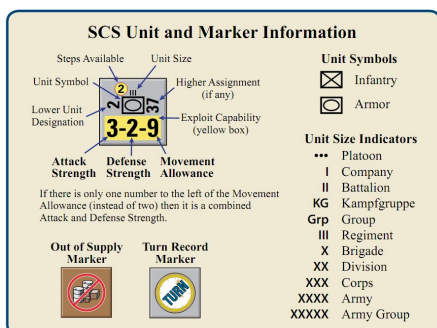 SCS Unit and Marker Information
Steps Available
Unit Size
Unit Symbol
Higher Assignment
(if any)
Lower Unit
Designation
Exploit Capability
(yellow box)
2
III
2
37
3-2-9
Attack
Strength
Defense
Strength
Movement
Allowance
If there is only one number to the left of the Movement
Allowance (instead of two) then it is a combined
Attack and Defense Strength.
Out of Supply
Marker
Turn Record
Marker
TURN
Unit Symbols
Infantry
Armor
Unit Size Indicators
••• Platoon
I Company
II Battalion
KG Kampfgruppe
Grp Group
III Regiment
X Brigade
XX Division
XXX Corps
XXXX Army
XXXXX Army Group